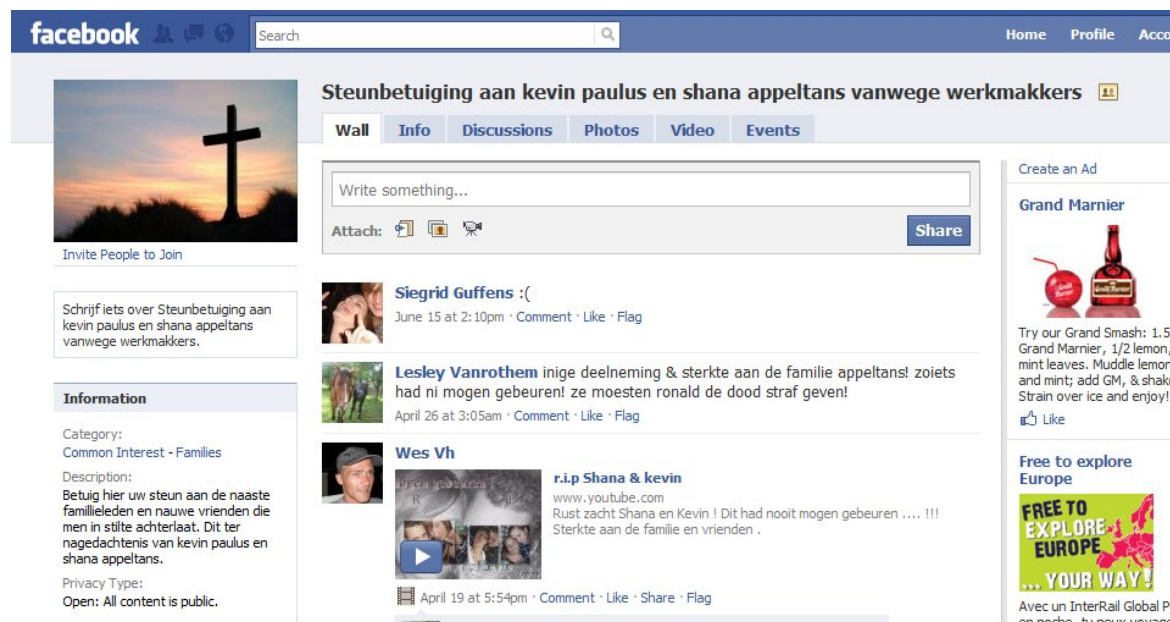 facebook
Search
Home Profile Acco
Steunbetuiging aan kevin paulus en shana appeltans vanwege werkmakkers
Wall Info Discussions Photos Video Events
Write something...
Attach:
Share
Invite People to Join
Schrijf iets over Steunbetuiging aan
kevin paulus en shana appeltans
vanwege werkmakkers.
Information
Category:
Common Interest - Families
Description:
Betuig hier uw steun aan de naaste
famillieleden en nauwe vrienden die
men in stilte achterlaat. Dit ter
nagedachtenis van kevin paulus en
shana appeltans.
Privacy Type:
Open: All content is public.
Siegrid Guffens :(
June 15 at 2:10pm · Comment · Like · Flag
Lesley Vanrothem inige deelneming & sterkte aan de familie appeltans! zoiets
had ni mogen gebeuren! ze moesten ronald de dood straf geven!
April 26 at 3:05am · Comment · Like · Flag
Wes Vh
r.i.p Shana & kevin
www.youtube.com
Rust zacht Shana en Kevin ! Dit had nooit mogen gebeuren .... !!!
Sterkte aan de familie en vrienden .
April 19 at 5:54pm · Comment · Like · Share · Flag
Create an Ad
Grand Marnier
Try our Grand Smash: 1.5
Grand Marnier, 1/2 lemon,
mint leaves. Muddle lemon
and mint; add GM, & shake
Strain over ice and enjoy!
Like
Free to explore
Europe
FREE TO
EXPLORE
EUROPE
... YOUR WAY!
Avec un InterRail Global P